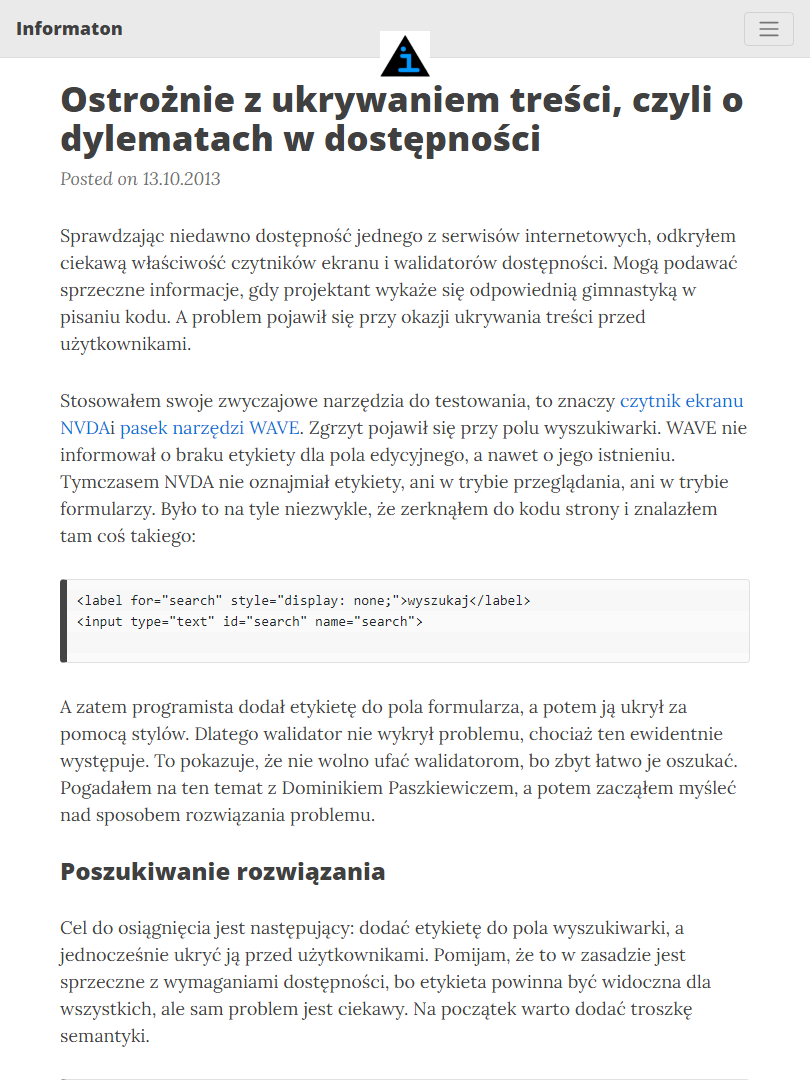 Informaton
i
Ostrożnie z ukrywaniem treści, czyli o
dylematach w dostępności
Posted on 13.10.2013
Sprawdzając niedawno dostępność jednego z serwisów internetowych, odkryłem
ciekawą właściwość czytników ekranu i walidatorów dostępności. Mogą podawać
sprzeczne informacje, gdy projektant wykaże się odpowiednią gimnastyką w
pisaniu kodu. A problem pojawił się przy okazji ukrywania treści przed
użytkownikami.
Stosowałem swoje zwyczajowe narzędzia do testowania, to znaczy czytnik ekranu
NVDAi pasek narzędzi WAVE. Zgrzyt pojawił się przy polu wyszukiwarki. WAVE nie
informował o braku etykiety dla pola edycyjnego, a nawet o jego istnieniu.
Tymczasem NVDA nie oznajmiał etykiety, ani w trybie przeglądania, ani w trybie
formularzy. Było to na tyle niezwykle, że zerknąłem do kodu strony i znalazłem
tam coś takiego:
<label for="search" style="display: none;">wyszukaj</label>
<input type="text" id="search" name="search">
A zatem programista dodał etykietę do pola formularza, a potem ją ukrył za
pomocą stylów. Dlatego walidator nie wykrył problemu, chociaż ten ewidentnie
występuje. To pokazuje, że nie wolno ufać walidatorom, bo zbyt łatwo je oszukać.
Pogadałem na ten temat z Dominikiem Paszkiewiczem, a potem zacząłem myśleć
nad sposobem rozwiązania problemu.
Poszukiwanie rozwiązania
Cel do osiągnięcia jest następujący: dodać etykietę do pola wyszukiwarki, a
jednocześnie ukryć ją przed użytkownikami. Pomijam, że to w zasadzie jest
sprzeczne z wymaganiami dostępności, bo etykieta powinna być widoczna dla
wszystkich, ale sam problem jest ciekawy. Na początek warto dodać troszkę
semantyki.